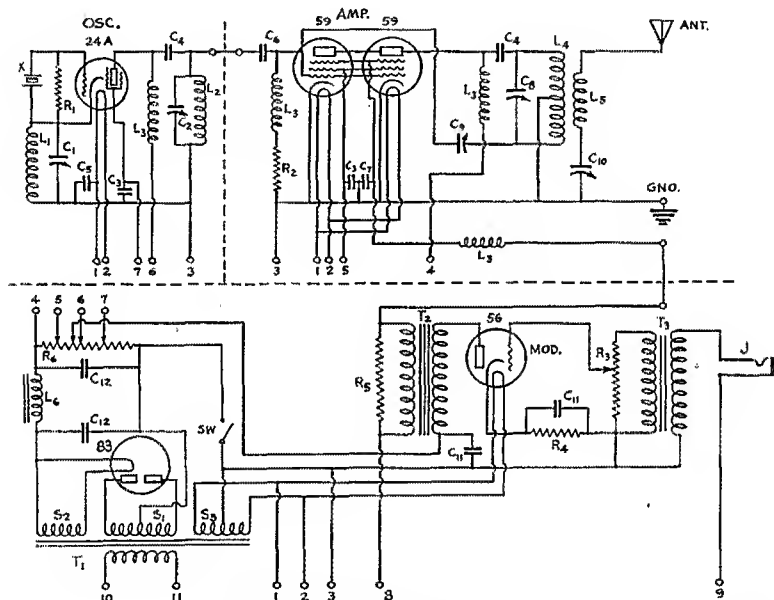 OSC.
24A
AMP.
59 59
ANT.
X
R1
L1
C1
C5
C3
L3
C4
C2
L2
C6
L3
R2
C3 C7
C4
L3
C8
L4
L5
C9
C10
GND.
L3
1 2 7 6 3
3 1 2 5 4
4 5 6 7
R6
C12
L6
C12
83
SW
S2
S1
S3
T1
10 11
T2
R5
56
MOD.
C11
C11
R4
R3
T3
J
1 2 3 8 9